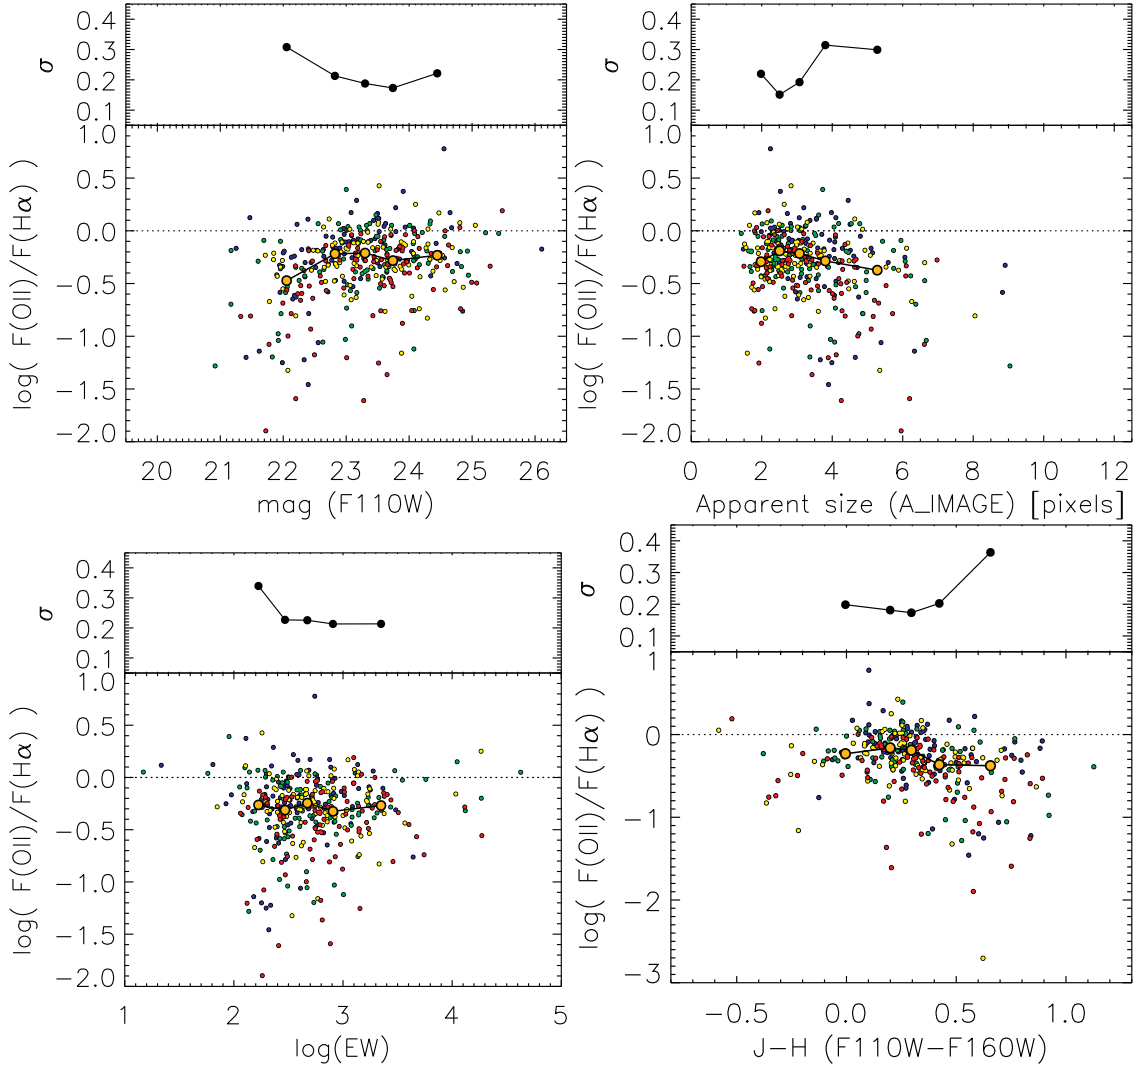 0.4
0.3
0.2
0.1
σ
1.0
0.5
0.0
−0.5
−1.0
−1.5
−2.0
log( F(OII)/F(Hα) )
20 21 22 23 24 25 26
mag (F110W)
0.4
0.3
0.2
0.1
σ
1.0
0.5
0.0
−0.5
−1.0
−1.5
−2.0
log( F(OII)/F(Hα) )
0 2 4 6 8 10 12
Apparent size (A_IMAGE) [pixels]
0.4
0.3
0.2
0.1
σ
1.0
0.5
0.0
−0.5
−1.0
−1.5
−2.0
log( F(OII)/F(Hα) )
1 2 3 4 5
log(EW)
0.4
0.3
0.2
0.1
σ
1
0
−1
−2
−3
log( F(OII)/F(Hα) )
−0.5 0.0 0.5 1.0
J−H (F110W−F160W)